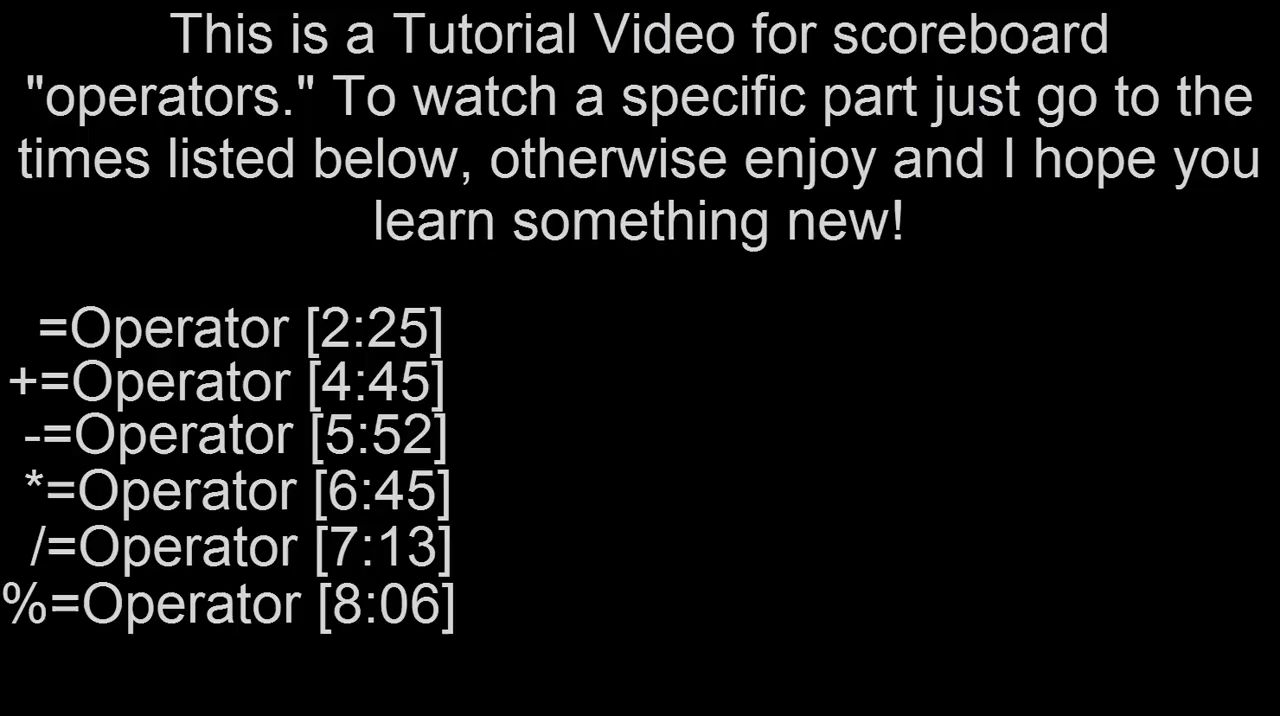 This is a Tutorial Video for scoreboard
"operators." To watch a specific part just go to the
times listed below, otherwise enjoy and I hope you
learn something new!
=Operator [2:25]
+=Operator [4:45]
-=Operator [5:52]
*=Operator [6:45]
/=Operator [7:13]
%=Operator [8:06]